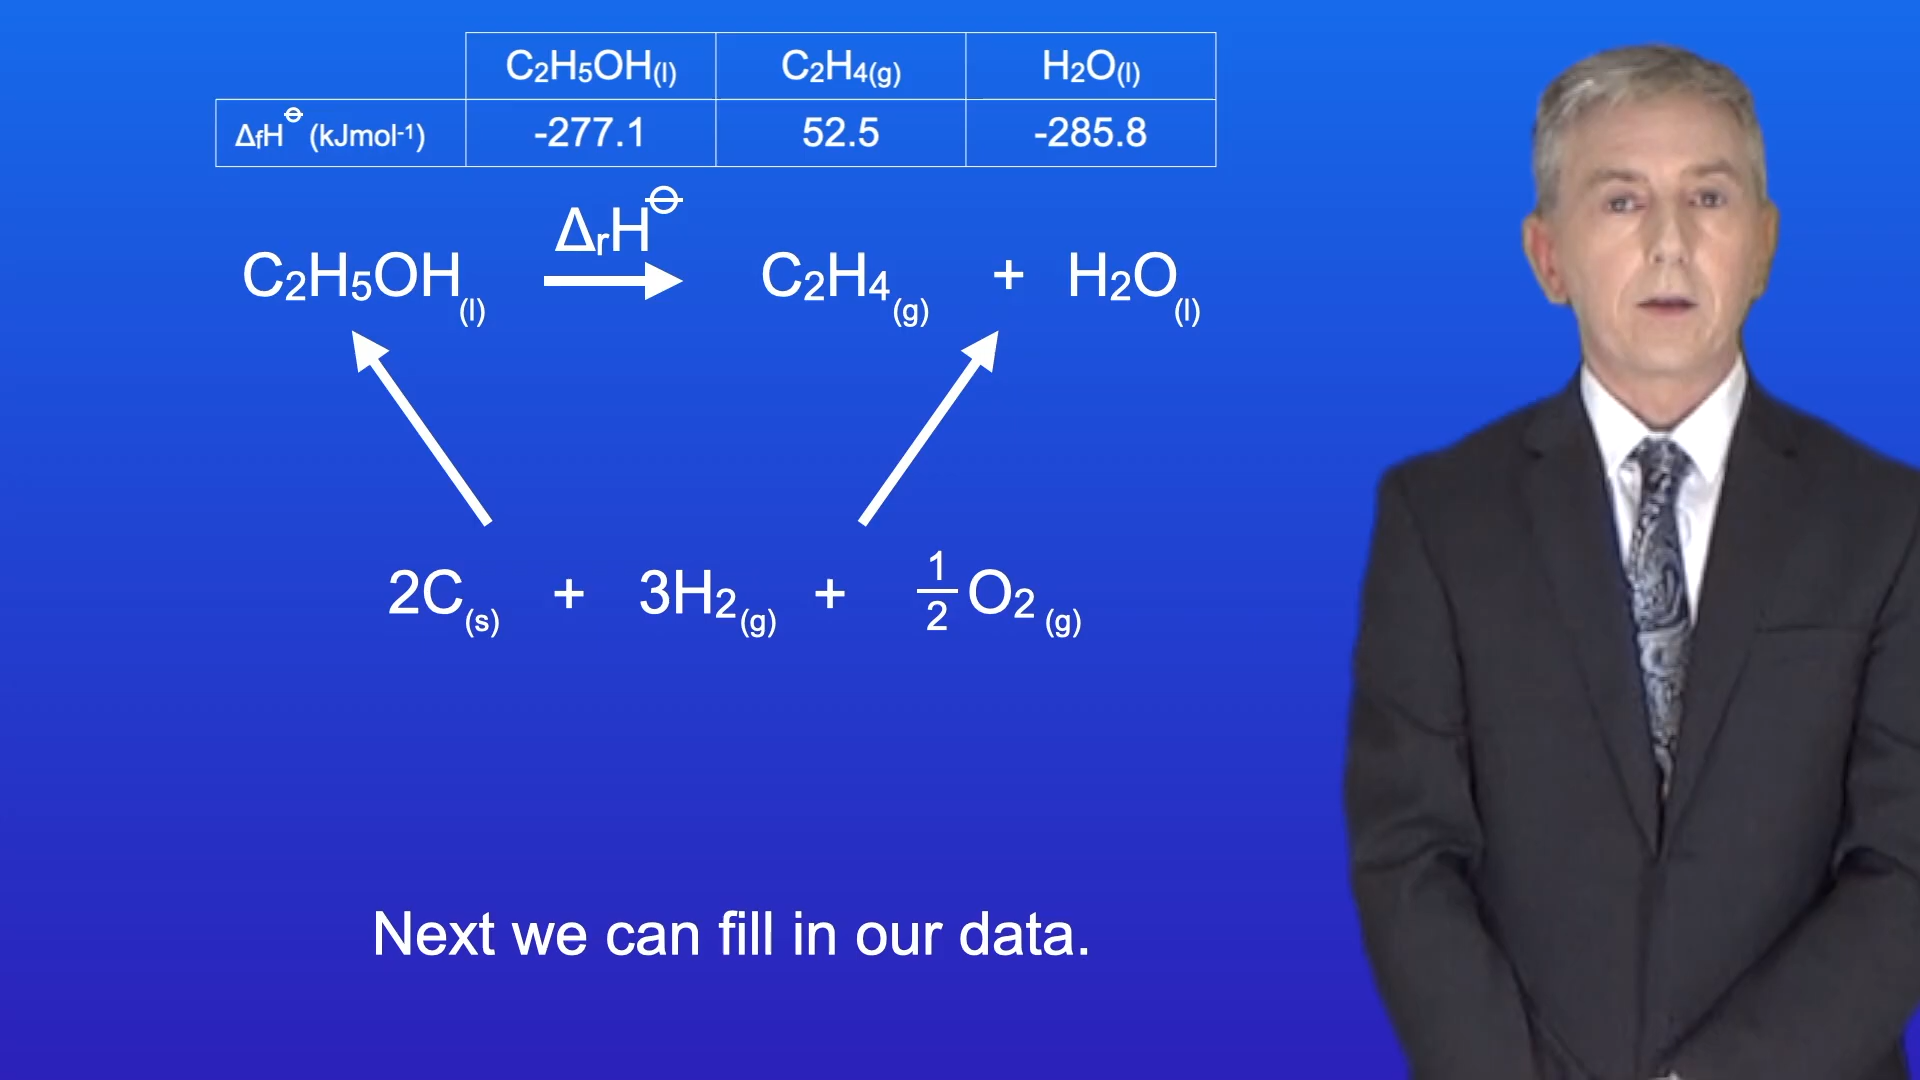 C2H5OH(l) C2H4(g) H2O(l)
ΔfH⊖ (kJmol-1) -277.1 52.5 -285.8
ΔrH⊖
C2H5OH(l) C2H4(g) + H2O(l)
2C(s) + 3H2(g) + 1/2 O2(g)
Next we can fill in our data.